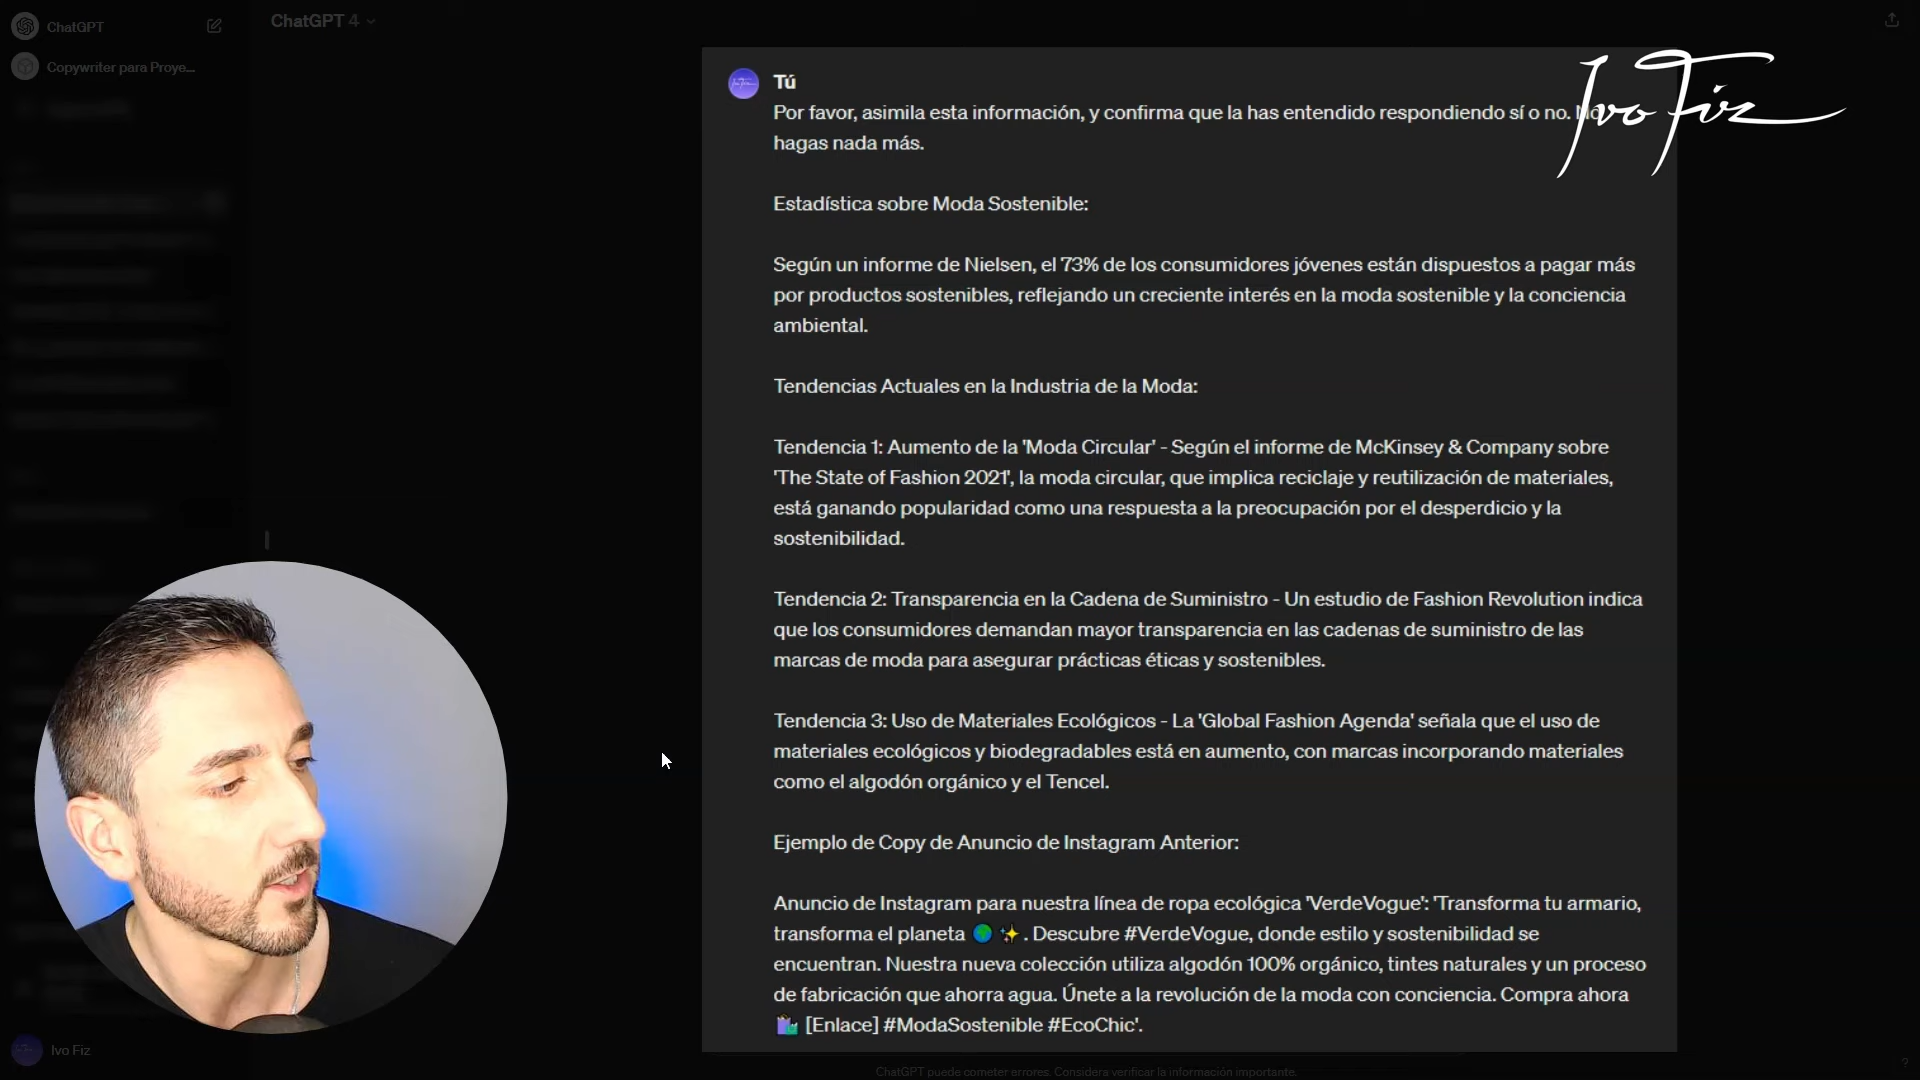 ChatGPT
ChatGPT 4
Copywriter para Proye...
Ivo Fiz
Tú
Por favor, asimila esta información, y confirma que la has entendido respondiendo sí o no. No
hagas nada más.
Estadística sobre Moda Sostenible:
Según un informe de Nielsen, el 73% de los consumidores jóvenes están dispuestos a pagar más
por productos sostenibles, reflejando un creciente interés en la moda sostenible y la conciencia
ambiental.
Tendencias Actuales en la Industria de la Moda:
Tendencia 1: Aumento de la 'Moda Circular' - Según el informe de McKinsey & Company sobre
'The State of Fashion 2021', la moda circular, que implica reciclaje y reutilización de materiales,
está ganando popularidad como una respuesta a la preocupación por el desperdicio y la
sostenibilidad.
Tendencia 2: Transparencia en la Cadena de Suministro - Un estudio de Fashion Revolution indica
que los consumidores demandan mayor transparencia en las cadenas de suministro de las
marcas de moda para asegurar prácticas éticas y sostenibles.
Tendencia 3: Uso de Materiales Ecológicos - La 'Global Fashion Agenda' señala que el uso de
materiales ecológicos y biodegradables está en aumento, con marcas incorporando materiales
como el algodón orgánico y el Tencel.
Ejemplo de Copy de Anuncio de Instagram Anterior:
Anuncio de Instagram para nuestra línea de ropa ecológica 'VerdeVogue': 'Transforma tu armario,
transforma el planeta 🌍 ✨ . Descubre #VerdeVogue, donde estilo y sostenibilidad se
encuentran. Nuestra nueva colección utiliza algodón 100% orgánico, tintes naturales y un proceso
de fabricación que ahorra agua. Únete a la revolución de la moda con conciencia. Compra ahora
🛍️ [Enlace] #ModaSostenible #EcoChic'.
Ivo Fiz
ChatGPT puede cometer errores. Considera verificar la información importante.
?